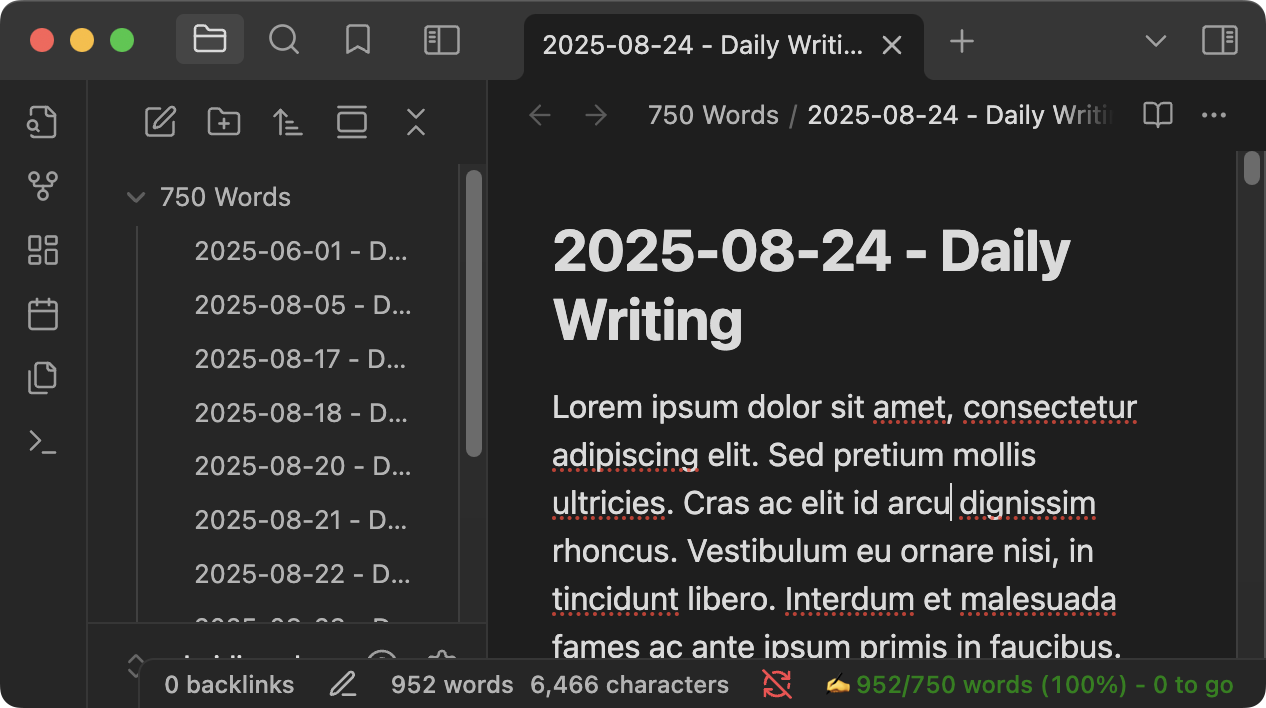 2025-08-24 - Daily Writi...
750 Words / 2025-08-24 - Daily Writin
750 Words
2025-06-01 - D...
2025-08-05 - D...
2025-08-17 - D...
2025-08-18 - D...
2025-08-20 - D...
2025-08-21 - D...
2025-08-22 - D...
2025-08-24 - Daily
Writing
Lorem ipsum dolor sit amet, consectetur
adipiscing elit. Sed pretium mollis
ultricies. Cras ac elit id arcu dignissim
rhoncus. Vestibulum eu ornare nisi, in
tincidunt libero. Interdum et malesuada
fames ac ante ipsum primis in faucibus.
0 backlinks 952 words 6,466 characters ✍️ 952/750 words (100%) - 0 to go